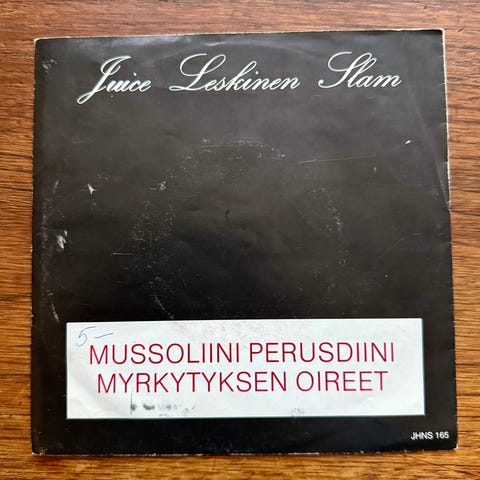 Juice Leskinen Slam
5-
MUSSOLIINI PERUSDIINI
MYRKYTYKSEN OIREET
JHNS 165